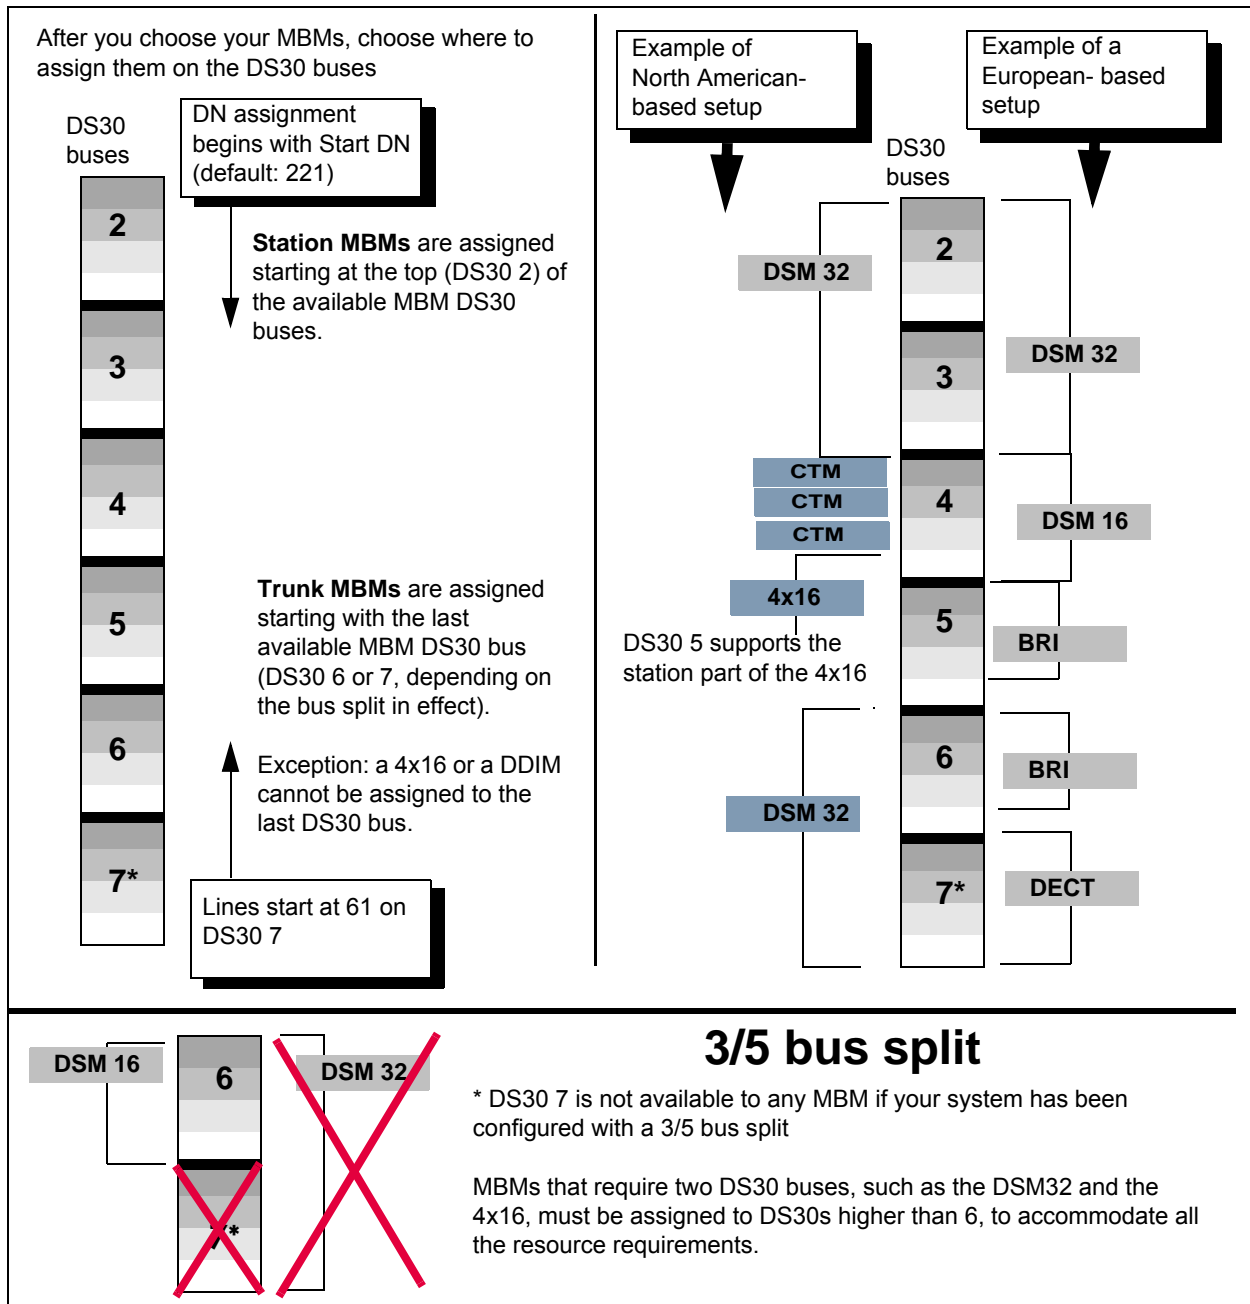 After you choose your MBMs, choose where to
assign them on the DS30 buses
DS30
buses
DN assignment
begins with Start DN
(default: 221)
2
3
4
5
6
7*
Station MBMs are assigned
starting at the top (DS30 2) of
the available MBM DS30
buses.
Trunk MBMs are assigned
starting with the last
available MBM DS30 bus
(DS30 6 or 7, depending on
the bus split in effect).
Exception: a 4x16 or a DDIM
cannot be assigned to the
last DS30 bus.
Lines start at 61 on
DS30 7
Example of
North American-
based setup
Example of a
European- based
setup
DS30
buses
2
3
4
5
6
7*
DSM 32
CTM
CTM
CTM
4x16
DS30 5 supports the
station part of the 4x16
DSM 32
DSM 32
DSM 16
BRI
BRI
DECT
DSM 16
6
7*
DSM 32
3/5 bus split
* DS30 7 is not available to any MBM if your system has been
configured with a 3/5 bus split
MBMs that require two DS30 buses, such as the DSM32 and the
4x16, must be assigned to DS30s higher than 6, to accommodate all
the resource requirements.